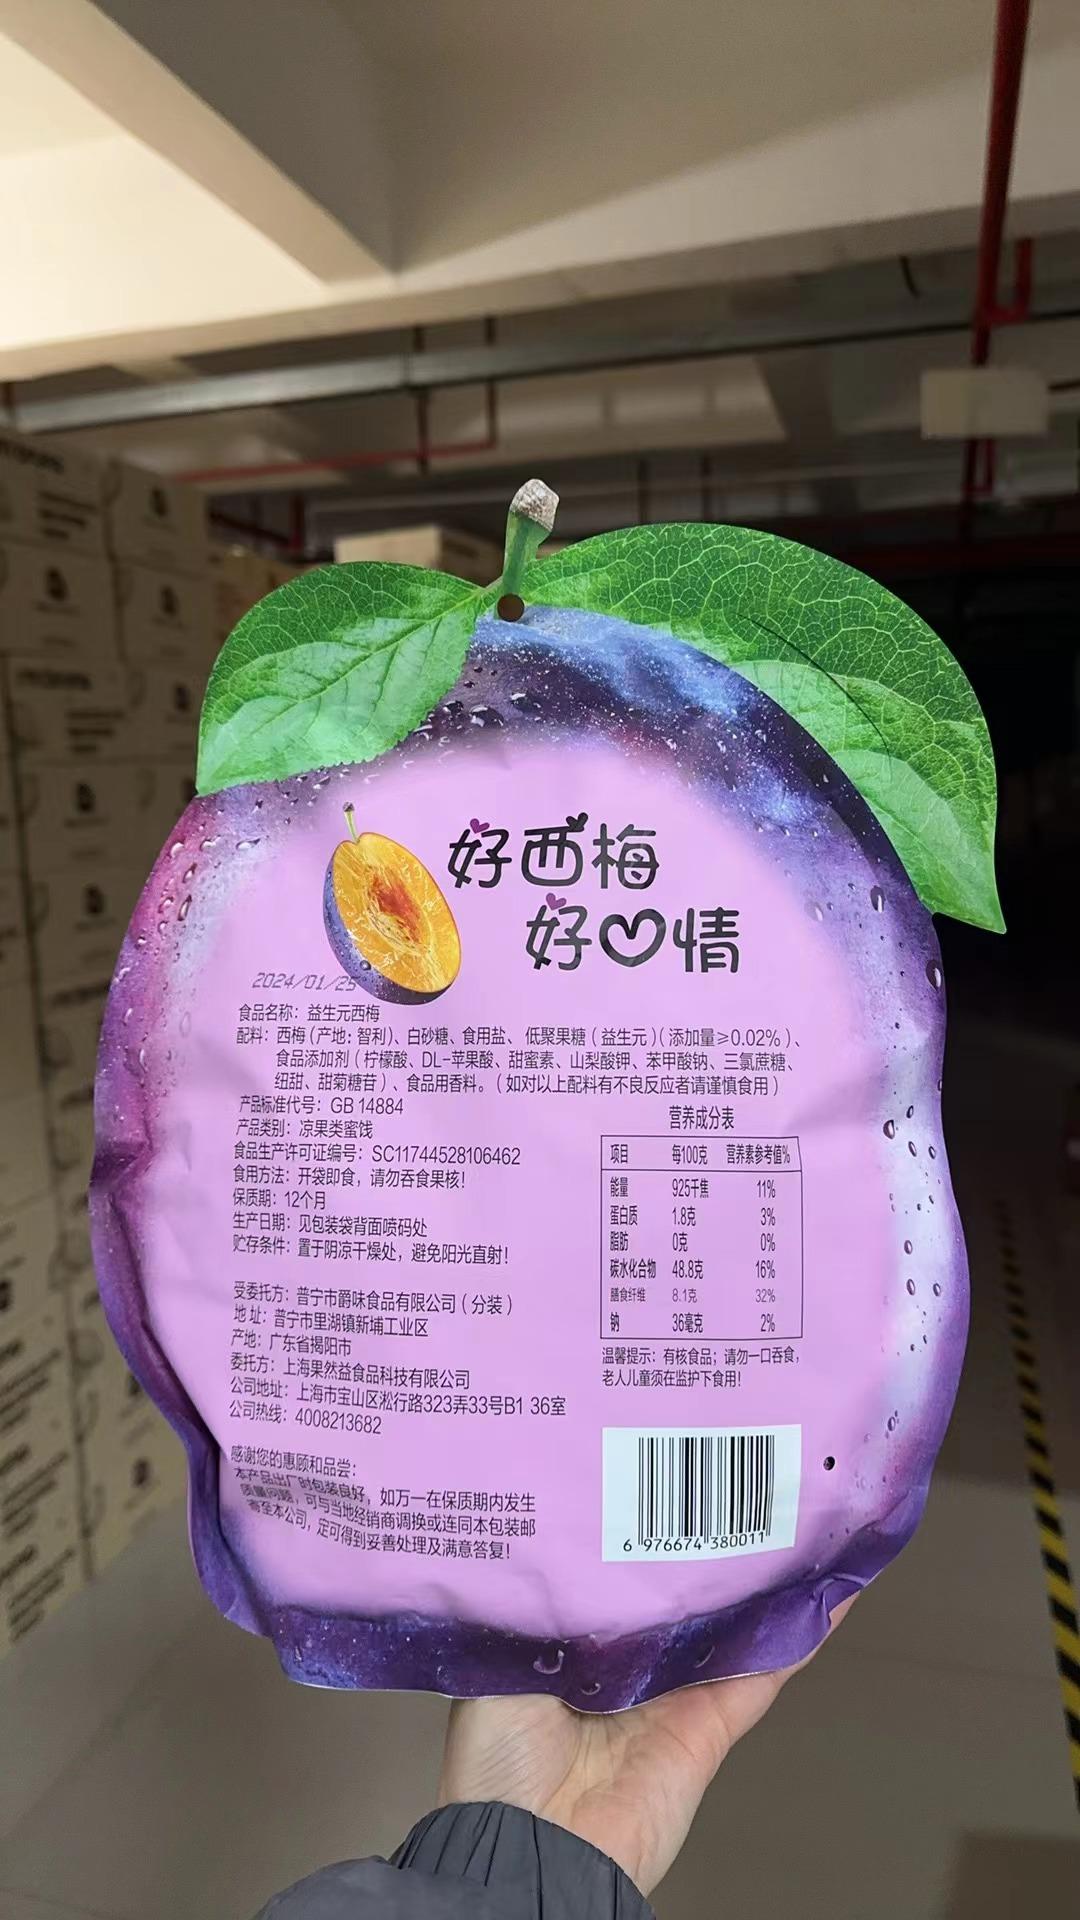 好西梅
好心情
2024/01/25
食品名称：益生元西梅
配料：西梅（产地：智利）、白砂糖、食用盐、低聚果糖（益生元）（添加量≥0.02%）、
食品添加剂（柠檬酸、DL-苹果酸、甜蜜素、山梨酸钾、苯甲酸钠、三氯蔗糖、
纽甜、甜菊糖苷）、食品用香料。（如对以上配料有不良反应者请谨慎食用）
产品标准代号：GB 14884
产品类别：凉果类蜜饯
食品生产许可证编号：SC11744528106462
食用方法：开袋即食，请勿吞食果核！
保质期：12个月
生产日期：见包装袋背面喷码处
贮存条件：置于阴凉干燥处，避免阳光直射！
受委托方：普宁市爵味食品有限公司（分装）
地 址：普宁市里湖镇新埔工业区
产地：广东省揭阳市
委托方：上海果然益食品科技有限公司
公司地址：上海市宝山区淞行路323弄33号B1 36室
公司热线：4008213682
感谢您的惠顾和品尝：
本产品出厂时包装良好，如万一在保质期内发生
质量问题，可与当地经销商调换或连同本包装邮
寄至本公司，定可得到妥善处理及满意答复！
营养成分表
项目 每100克 营养素参考值%
能量 925千焦 11%
蛋白质 1.8克 3%
脂肪 0克 0%
碳水化合物 48.8克 16%
膳食纤维 8.1克 32%
钠 36毫克 2%
温馨提示：有核食品；请勿一口吞食，
老人儿童须在监护下食用！
6 976674 380011